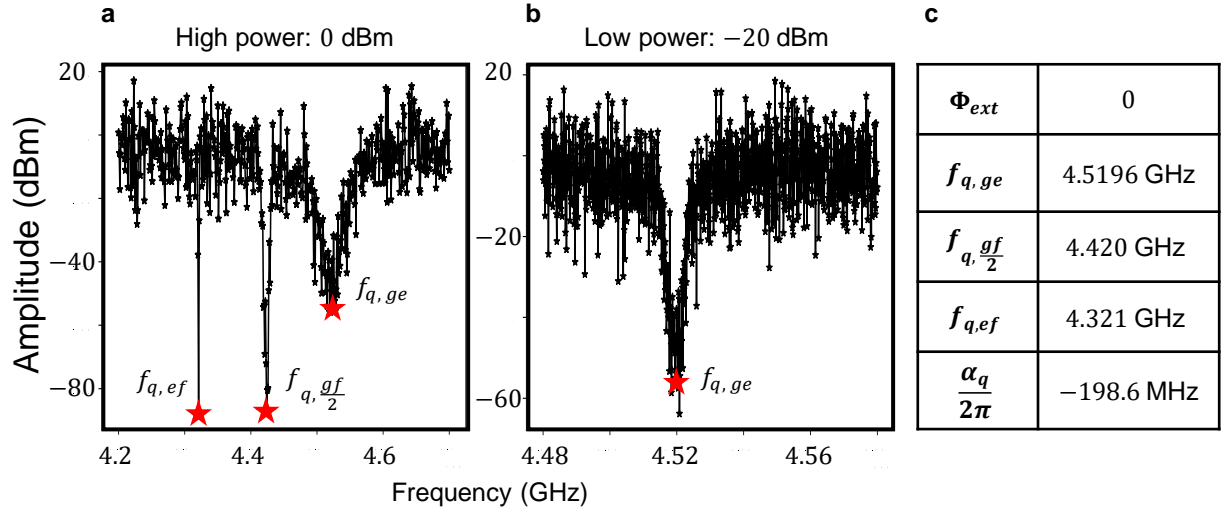 a
High power: 0 dBm
20
−20
−40
−80
Amplitude (dBm)
f_{q, ef}
f_{q, gf/2}
f_{q, ge}
4.2
4:4
4:6
b
Low power: −20 dBm
20
−20
−40
−60
f_{q, ge}
4:48
4.52
4:56
Frequency (GHz)
c
Φ_{ext} 0
f_{q, ge} 4.5196 GHz
f_{q, gf/2} 4.420 GHz
f_{q,ef} 4.321 GHz
α_q/2π −198.6 MHz